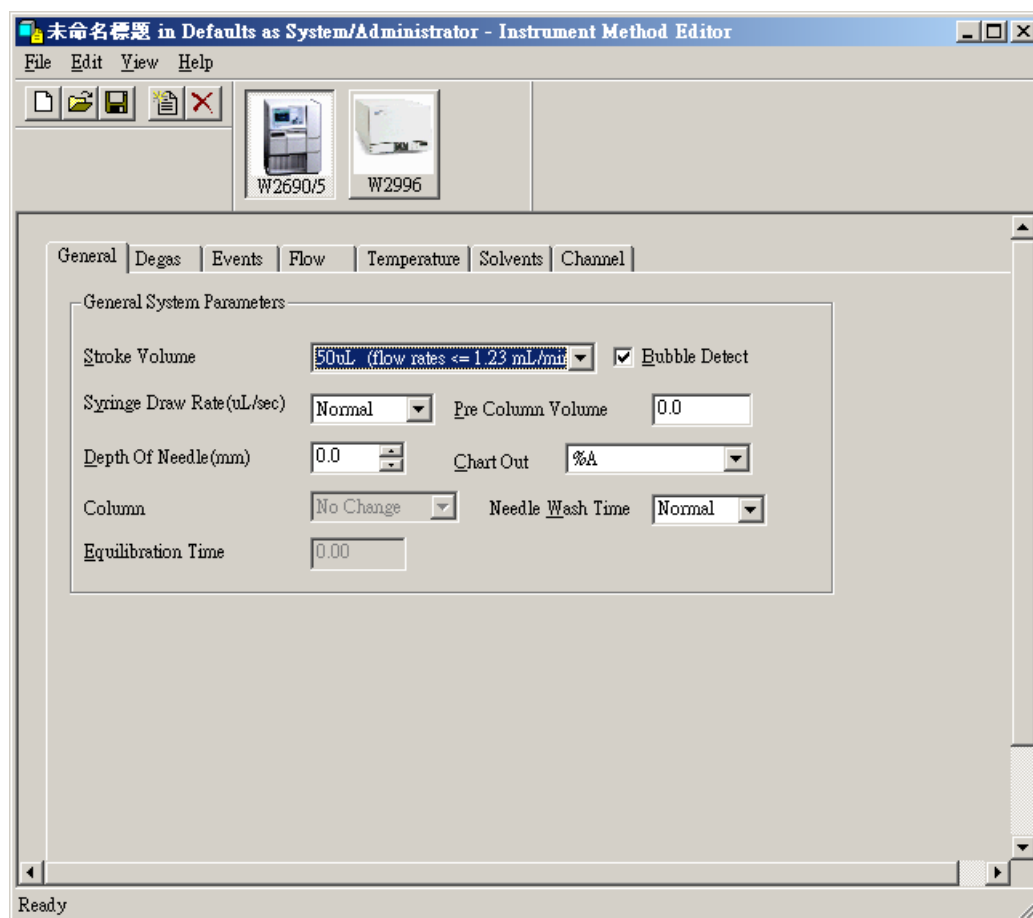 未命名標題 in Defaults as System/Administrator - Instrument Method Editor
File Edit View Help
W2690/5 W2996
General Degas Events Flow Temperature Solvents Channel
General System Parameters
Stroke Volume 50uL (flow rates <= 1.23 mL/min Bubble Detect
Syringe Draw Rate(uL/sec) Normal Pre Column Volume 0.0
Depth Of Needle(mm) 0.0 Chart Out %A
Column No Change Needle Wash Time Normal
Equilibration Time 0.00
Ready